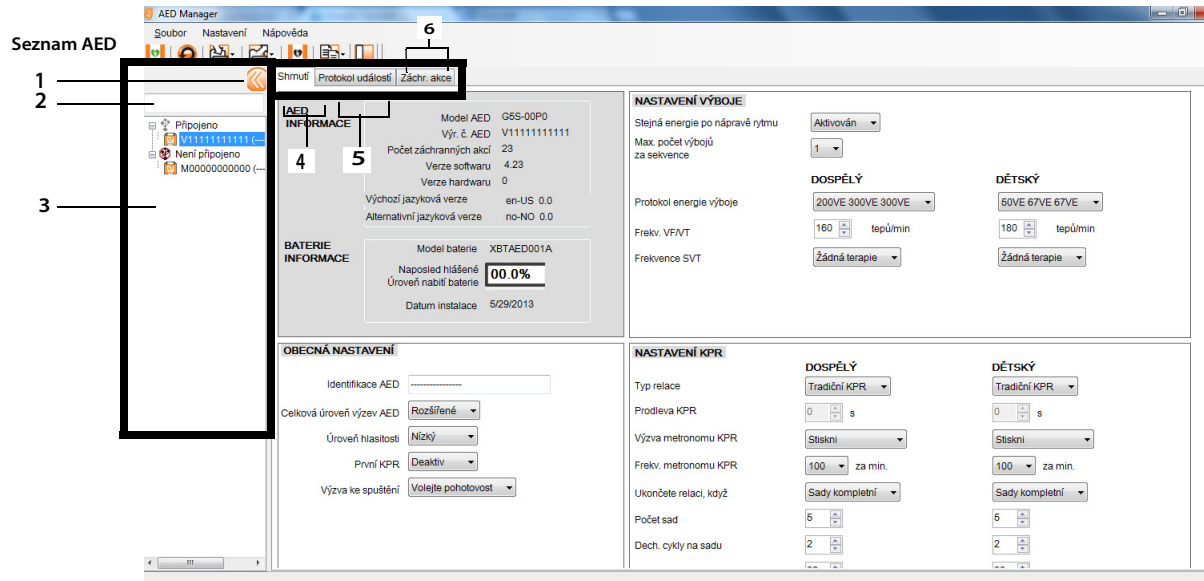 AED Manager
Soubor Nastavení Nápověda
6
Seznam AED
1
2
3
Shrnutí Protokol událostí Záchr. akce
4
5
Připojeno
V11111111111 (---
Není připojeno
M00000000000 (---
AED INFORMACE
Model AED G5S-00P0
Výr. č. AED V11111111111
Počet záchranných akcí 23
Verze softwaru 4.23
Verze hardwaru 0
Výchozí jazyková verze en-US 0.0
Alternativní jazyková verze no-NO 0.0
BATERIE INFORMACE
Model baterie XBTAED001A
Naposled hlášené
Úroveň nabití baterie 00.0%
Datum instalace 5/29/2013
NASTAVENÍ VÝBOJE
Stejná energie po nápravě rytmu Aktivován
Max. počet výbojů
za sekvence 1
DOSPĚLÝ DĚTSKÝ
Protokol energie výboje 200VE 300VE 300VE 50VE 67VE 67VE
Frekv. VF/VT 160 tepů/min 180 tepů/min
Frekvence SVT Žádná terapie Žádná terapie
OBECNÁ NASTAVENÍ
Identifikace AED ----------------
Celková úroveň výzev AED Rozšířené
Úroveň hlasitosti Nízký
První KPR Deaktiv
Výzva ke spuštění Volejte pohotovost
NASTAVENÍ KPR
DOSPĚLÝ DĚTSKÝ
Typ relace Tradiční KPR Tradiční KPR
Prodleva KPR 0 s 0 s
Výzva metronomu KPR Stiskni Stiskni
Frekv. metronomu KPR 100 za min. 100 za min.
Ukončete relaci, když Sady kompletní Sady kompletní
Počet sad 5 5
Dech. cykly na sadu 2 2